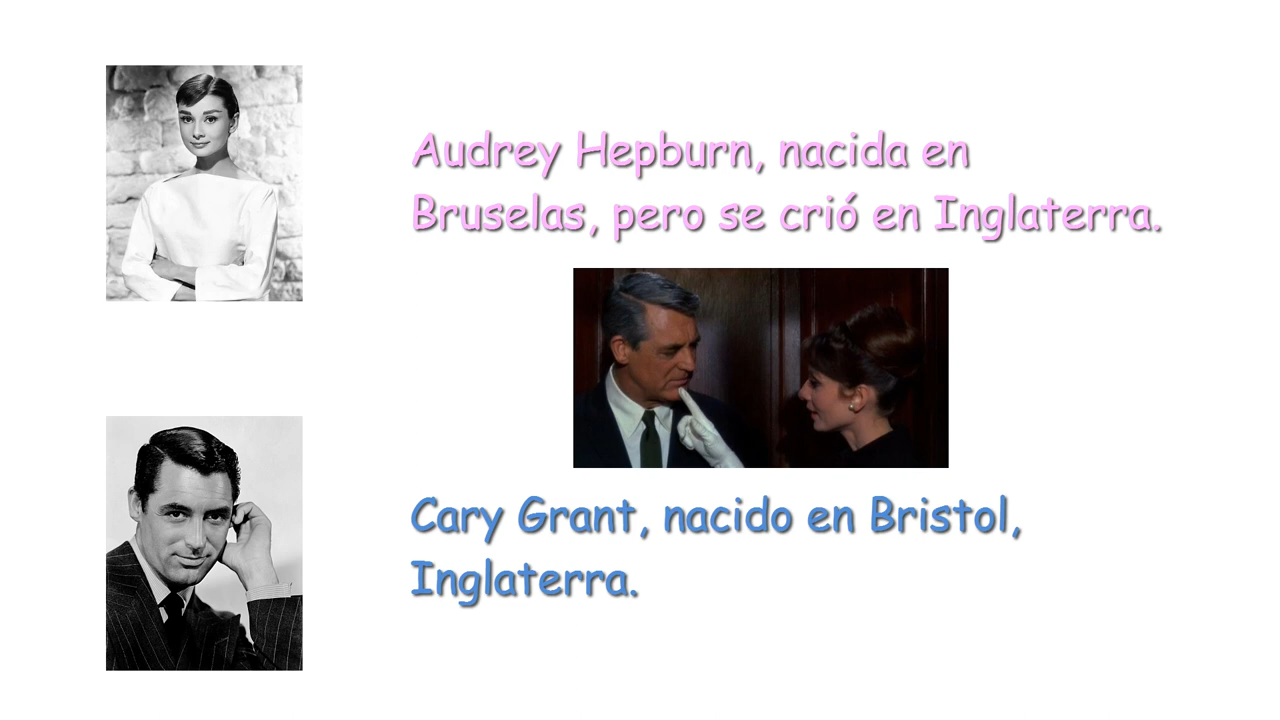 Audrey Hepburn, nacida en
Bruselas, pero se crió en Inglaterra.
Cary Grant, nacido en Bristol,
Inglaterra.